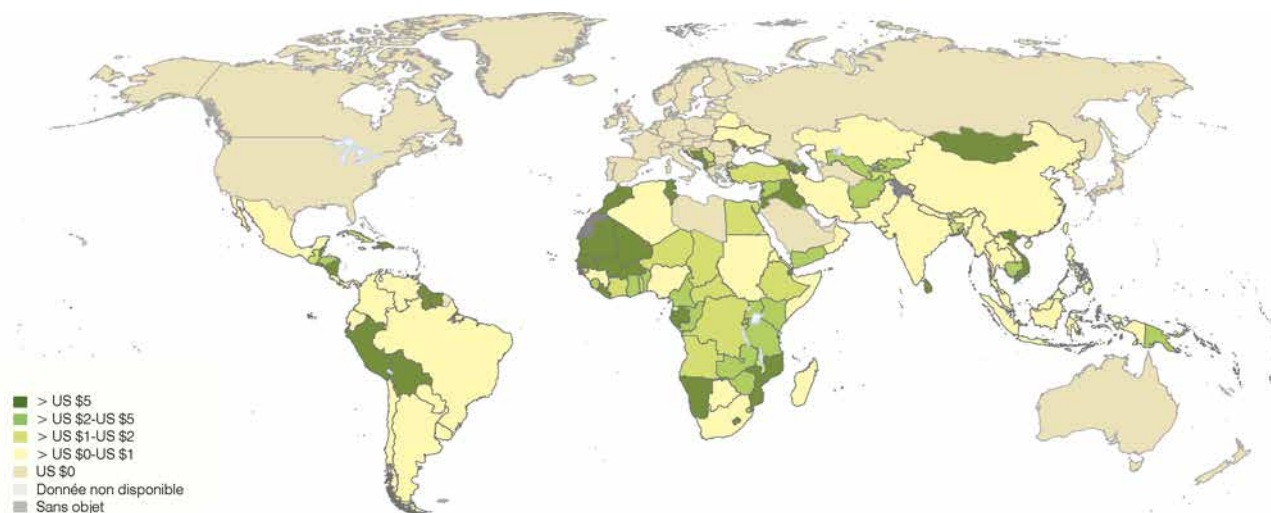 > US $5
> US $2-US $5
> US $1-US $2
> US $0-US $1
US $0
Donnée non disponible
Sans objet